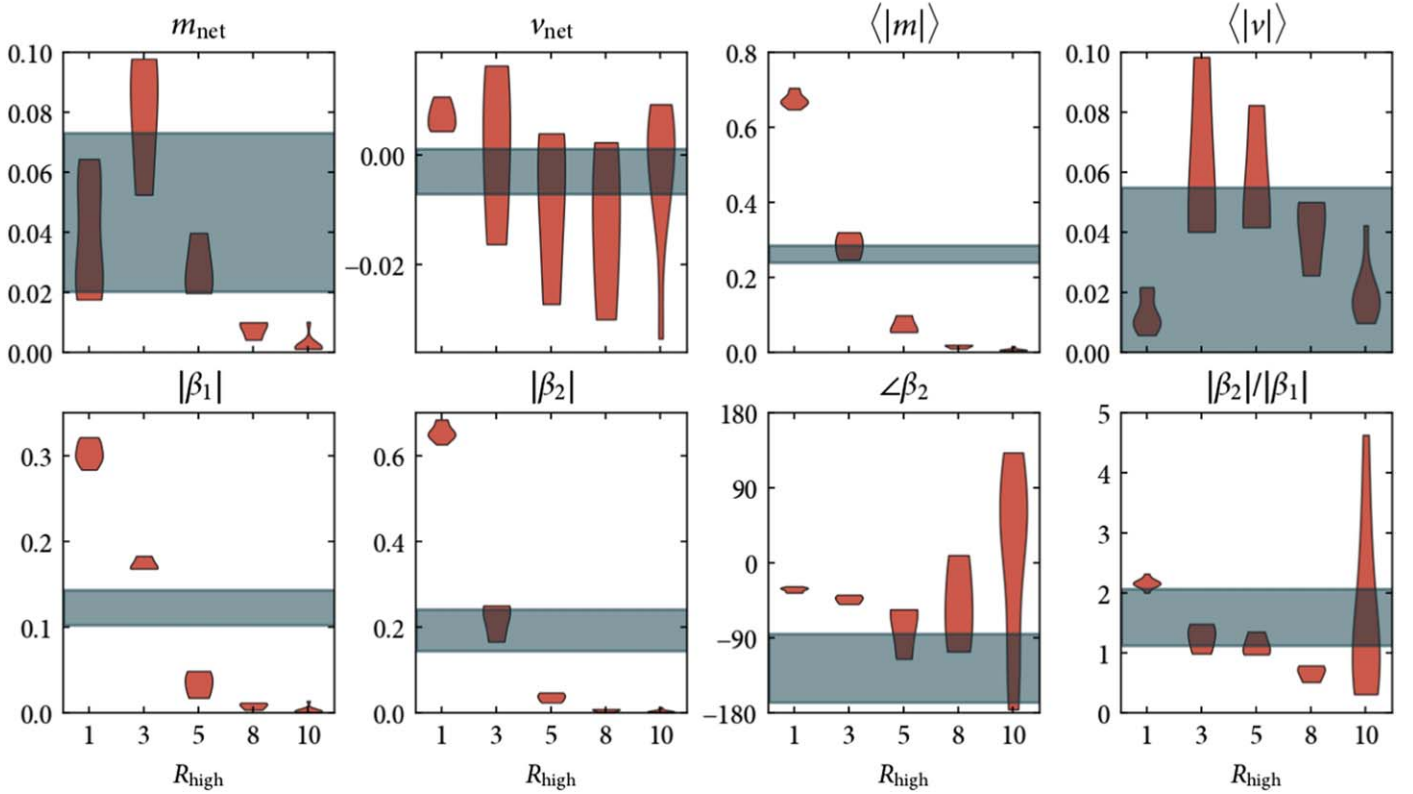 m_net ν_net ⟨|m|⟩ ⟨|v|⟩
0.10 0.8 0.10
0.08 0.08
0.00 0.6
0.06 0.06
0.4
0.04 0.04
−0.02
0.02 0.2 0.02
0.00 0.0 0.00
|β₁| |β₂| ∠β₂ |β₂|/|β₁|
180 5
0.3 0.6 90 4
0.2 0.4 0 3
2
0.1 0.2 −90 1
0.0 0.0 −180 0
1 3 5 8 10 1 3 5 8 10 1 3 5 8 10 1 3 5 8 10
R_high R_high R_high R_high